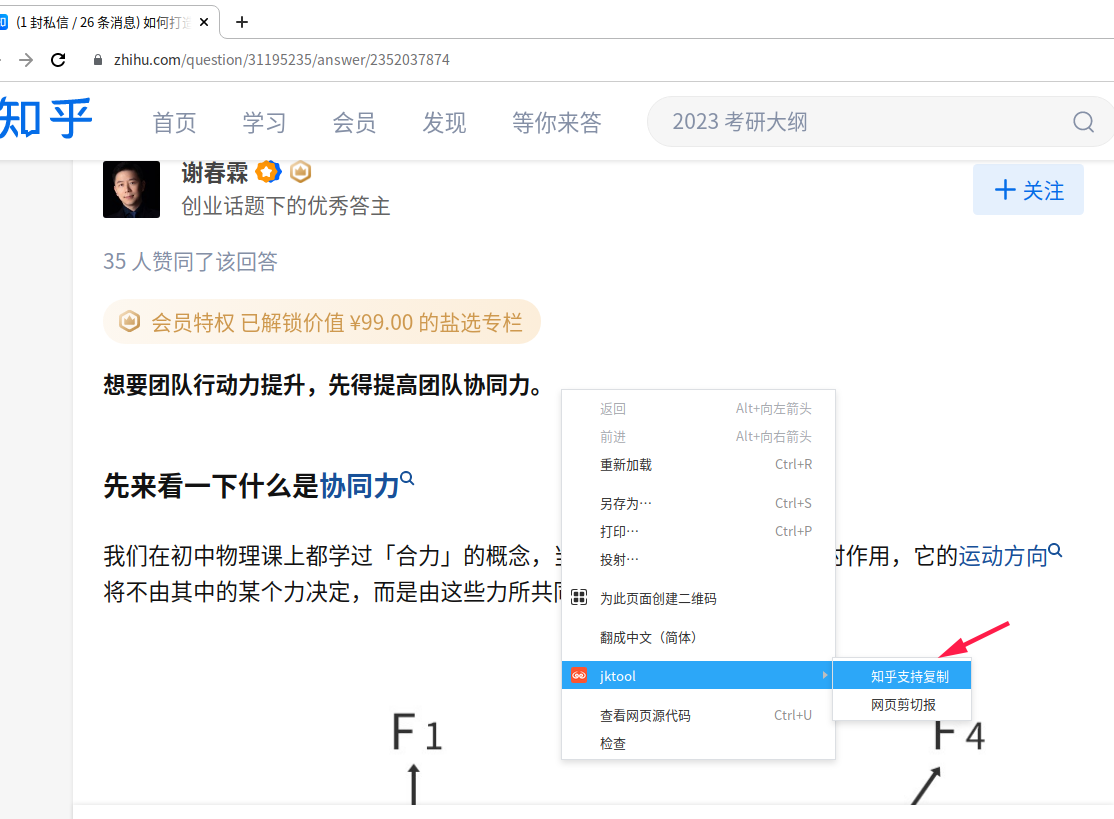 (1 封私信 / 26 条消息) 如何打造
zhihu.com/question/31195235/answer/2352037874
知乎 首页 学习 会员 发现 等你来答 2023 考研大纲
谢春霖
创业话题下的优秀答主
+ 关注
35 人赞同了该回答
会员特权 已解锁价值 ¥99.00 的盐选专栏
想要团队行动力提升，先得提高团队协同力。
先来看一下什么是协同力
我们在初中物理课上都学过「合力」的概念，
时作用，它的运动方向
将不由其中的某个力决定，而是由这些力所共同
返回 Alt+向左箭头
前进 Alt+向右箭头
重新加载 Ctrl+R
另存为… Ctrl+S
打印… Ctrl+P
投射…
为此页面创建二维码
翻成中文（简体）
jktool
知乎支持复制
网页剪切报
查看网页源代码 Ctrl+U
检查
F 1
F 4